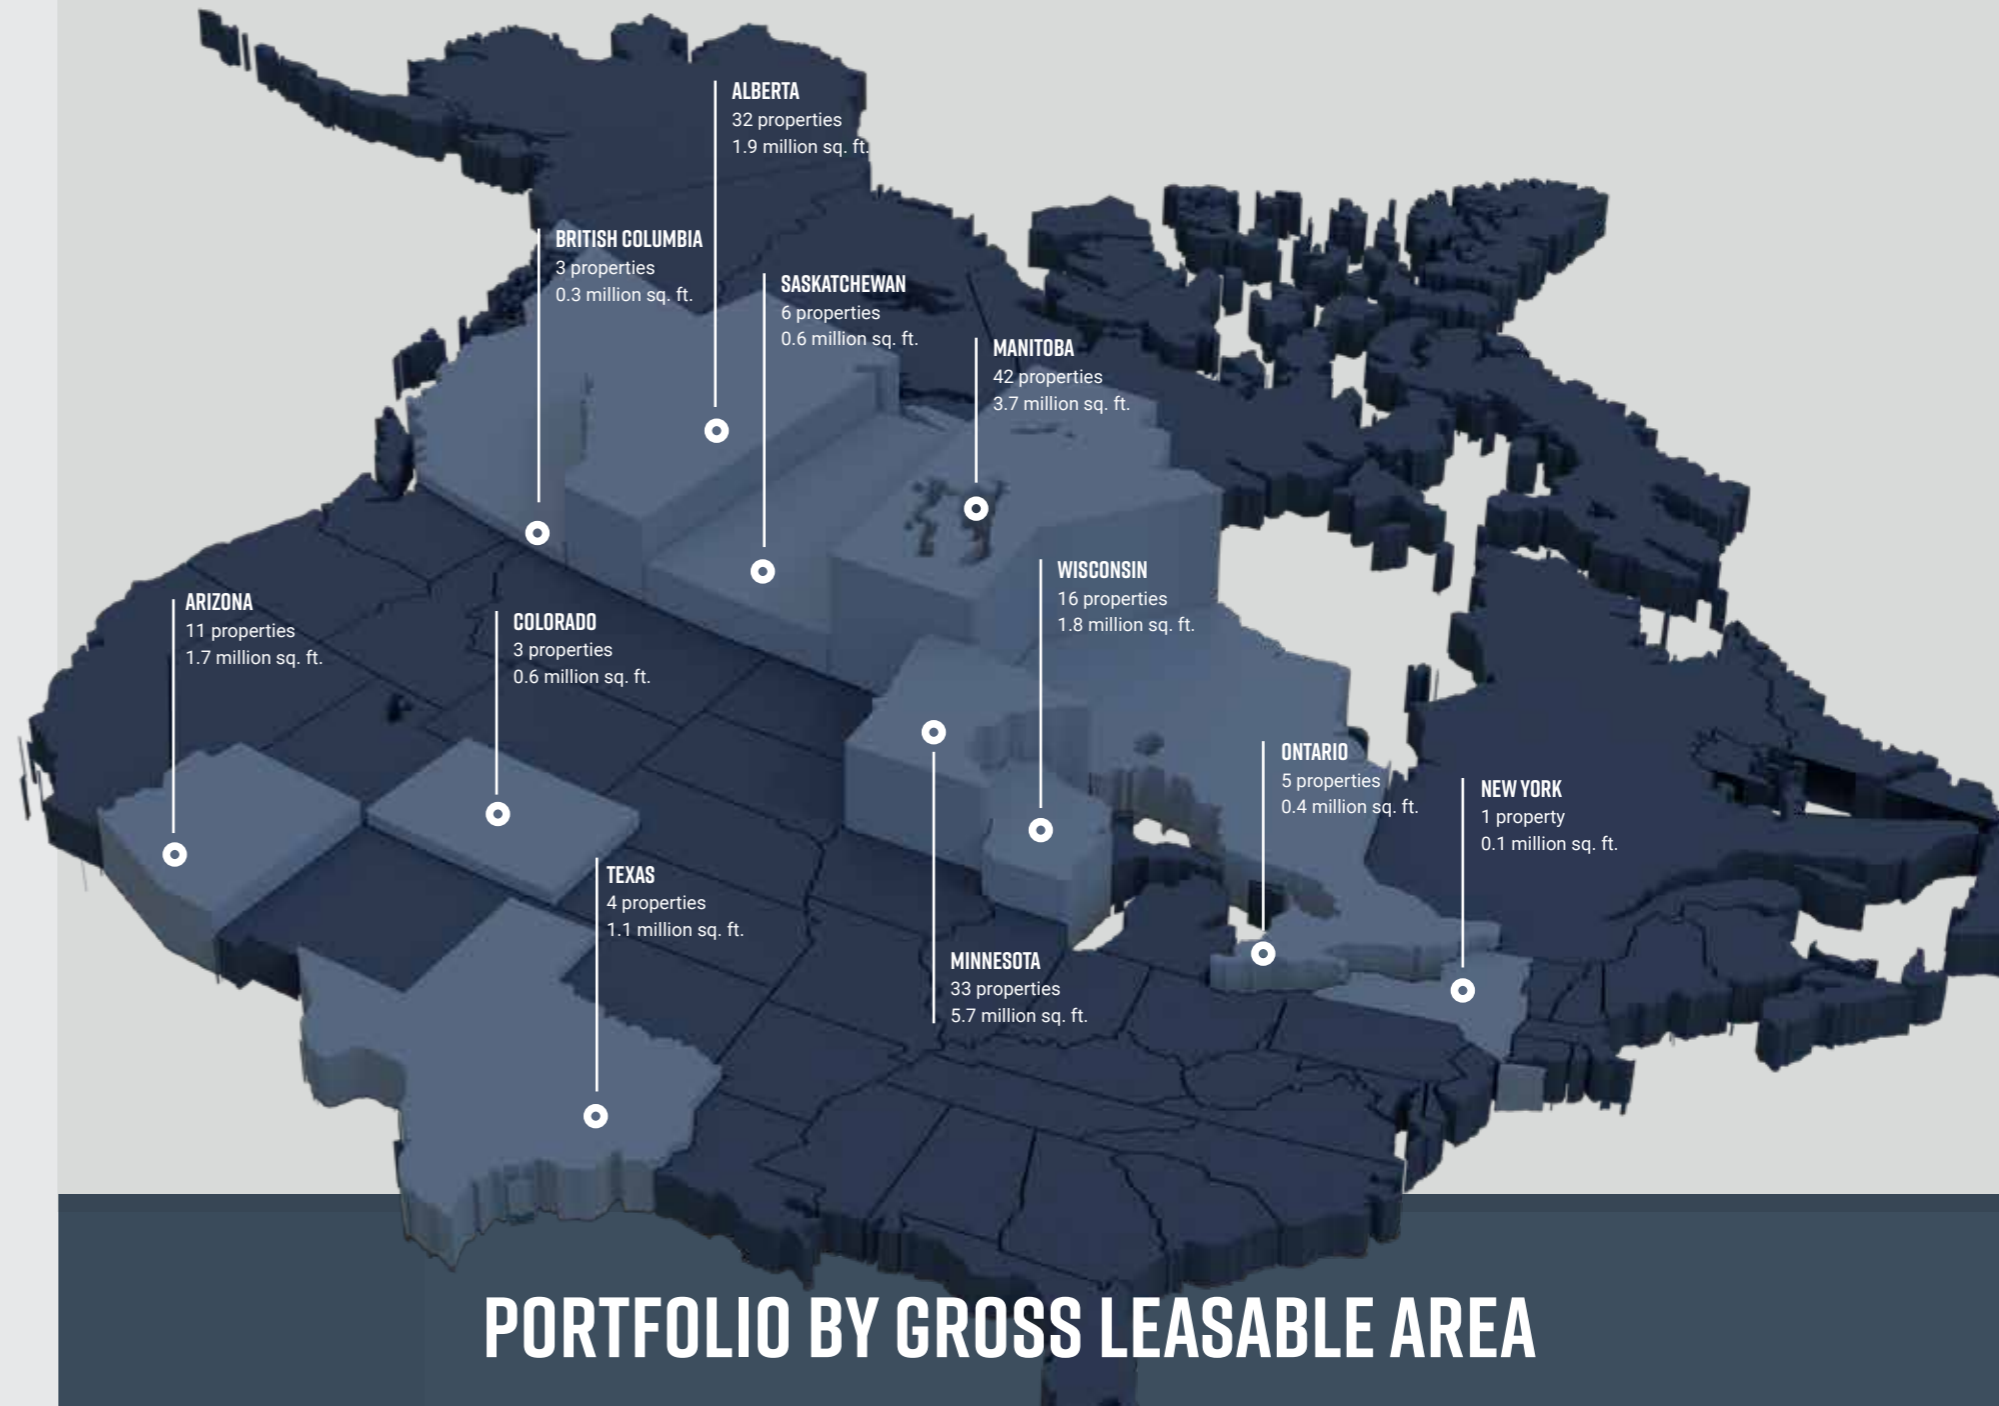 ALBERTA
32 properties
1.9 million sq. ft.
BRITISH COLUMBIA
3 properties
0.3 million sq. ft.
SASKATCHEWAN
6 properties
0.6 million sq. ft.
MANITOBA
42 properties
3.7 million sq. ft.
WISCONSIN
16 properties
1.8 million sq. ft.
ARIZONA
11 properties
1.7 million sq. ft.
COLORADO
3 properties
0.6 million sq. ft.
ONTARIO
5 properties
0.4 million sq. ft.
NEW YORK
1 property
0.1 million sq. ft.
TEXAS
4 properties
1.1 million sq. ft.
MINNESOTA
33 properties
5.7 million sq. ft.
PORTFOLIO BY GROSS LEASABLE AREA